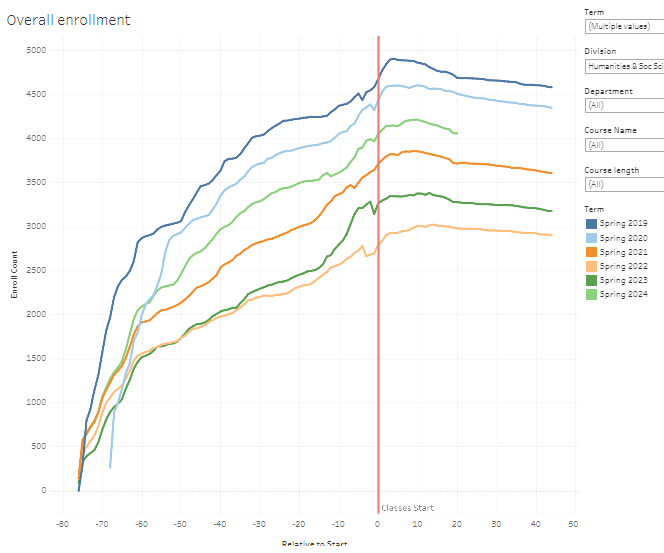 Overall enrollment
Term
(Multiple values)
Division
Humanities & Soc Sci
Department
(All)
Course Name
(All)
Course length
(All)
Term
Spring 2019
Spring 2020
Spring 2021
Spring 2022
Spring 2023
Spring 2024
Enroll Count
5000
4500
4000
3500
3000
2500
2000
1500
1000
500
0
Classes Start
-80 -70 -60 -50 -40 -30 -20 -10 0 10 20 30 40 50
Relative to Start